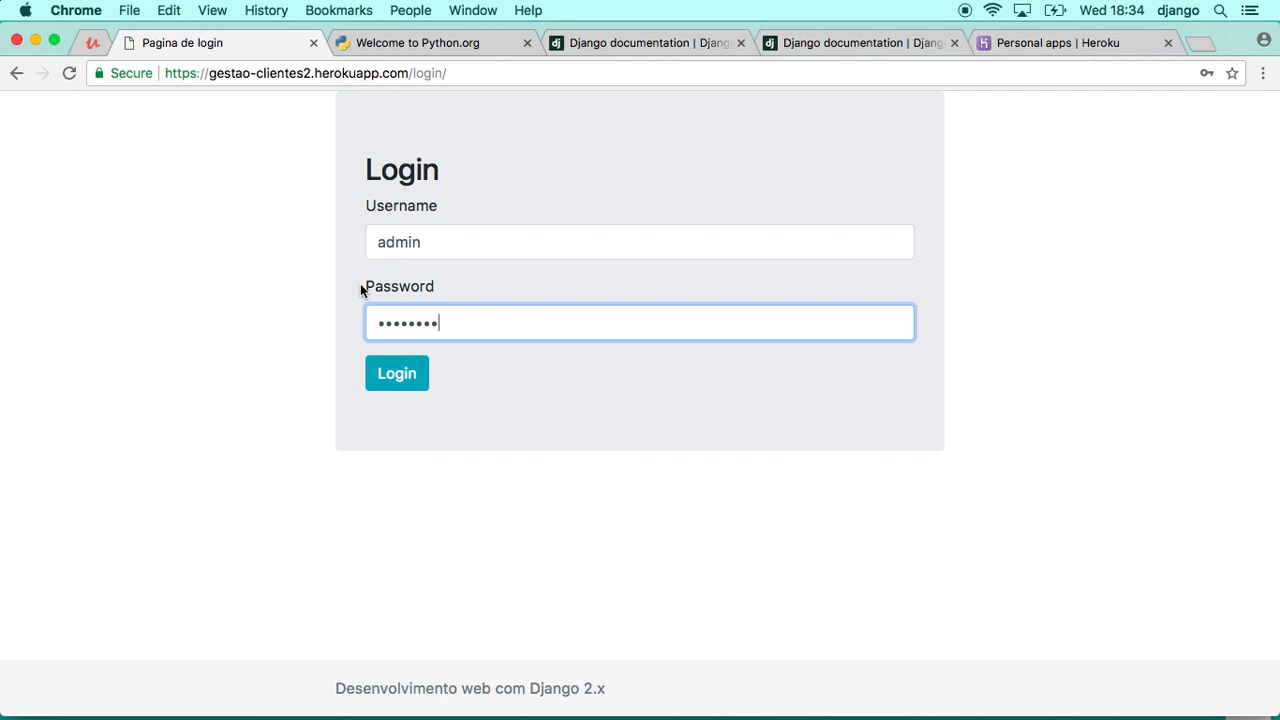 Chrome File Edit View History Bookmarks People Window Help Wed 18:34 django
Pagina de login Welcome to Python.org Django documentation | Djang Django documentation | Djang Personal apps | Heroku
Secure https://gestao-clientes2.herokuapp.com/login/
Login
Username
admin
Password
••••••••
Login
Desenvolvimento web com Django 2.x